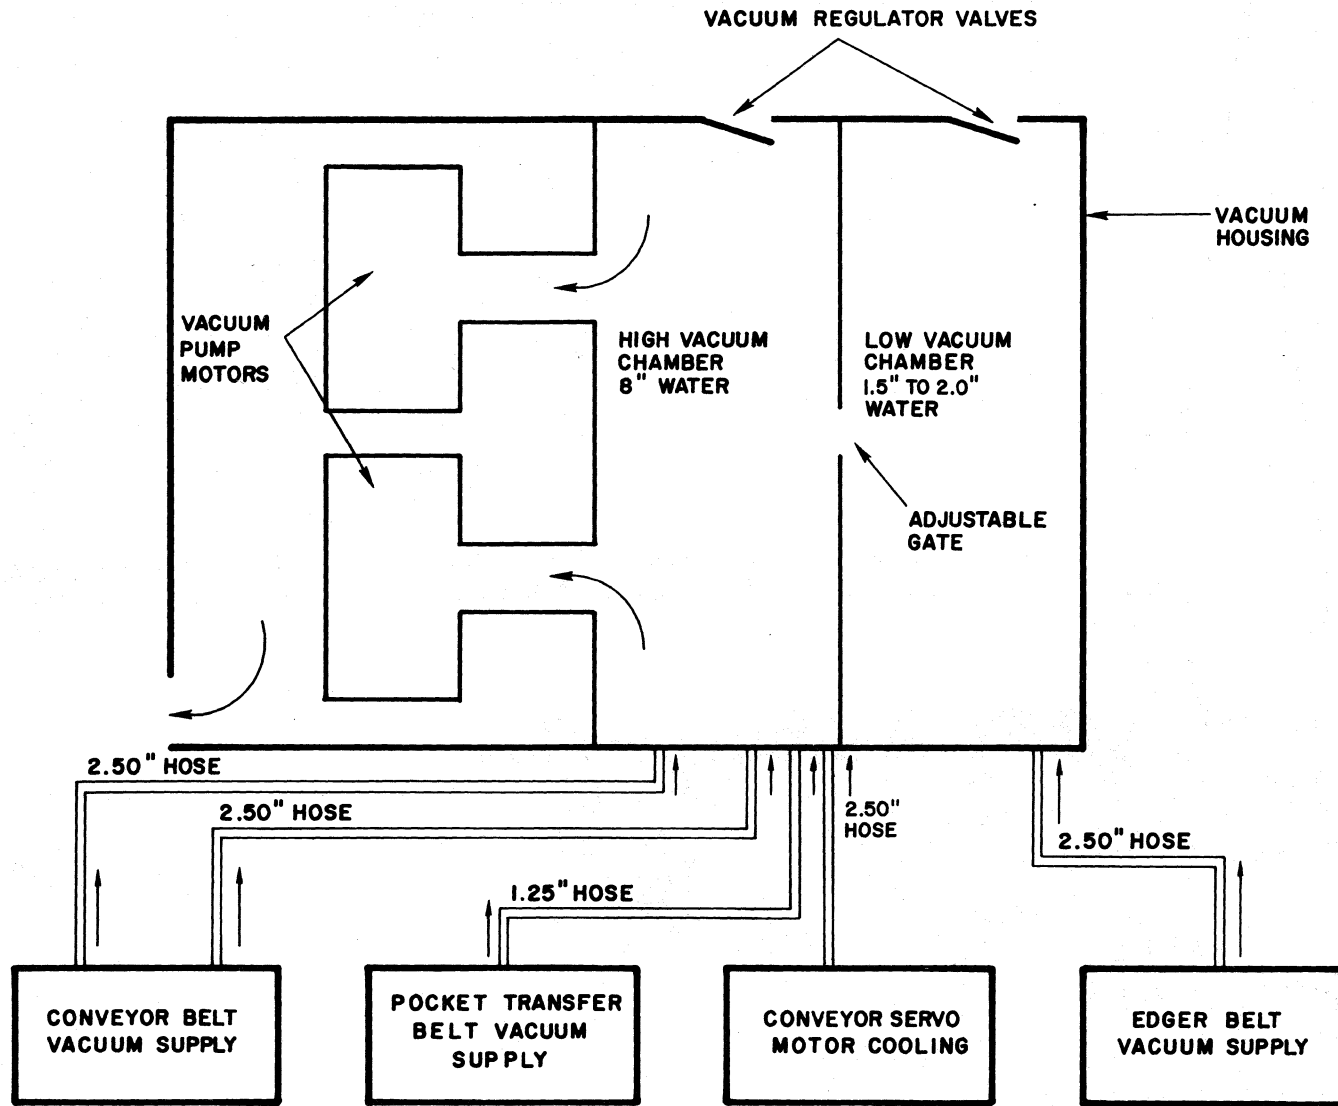 VACUUM REGULATOR VALVES
VACUUM
HOUSING
VACUUM
PUMP
MOTORS
HIGH VACUUM
CHAMBER
8" WATER
LOW VACUUM
CHAMBER
1.5" TO 2.0"
WATER
ADJUSTABLE
GATE
2.50" HOSE
2.50" HOSE
2.50"
HOSE
2.50" HOSE
1.25" HOSE
CONVEYOR BELT
VACUUM SUPPLY
POCKET TRANSFER
BELT VACUUM
SUPPLY
CONVEYOR SERVO
MOTOR COOLING
EDGER BELT
VACUUM SUPPLY